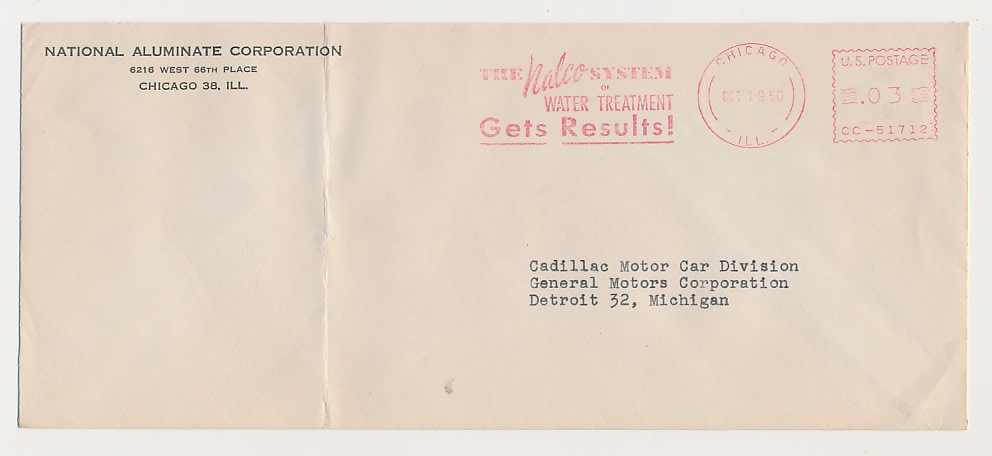 NATIONAL ALUMINATE CORPORATION
6216 WEST 66TH PLACE
CHICAGO 38, ILL.
THE Nalco SYSTEM
OF
WATER TREATMENT
Gets Results!
CHICAGO
OCT 19 50
- ILL. -
U.S. POSTAGE
.03
CC-51712
Cadillac Motor Car Division
General Motors Corporation
Detroit 32, Michigan